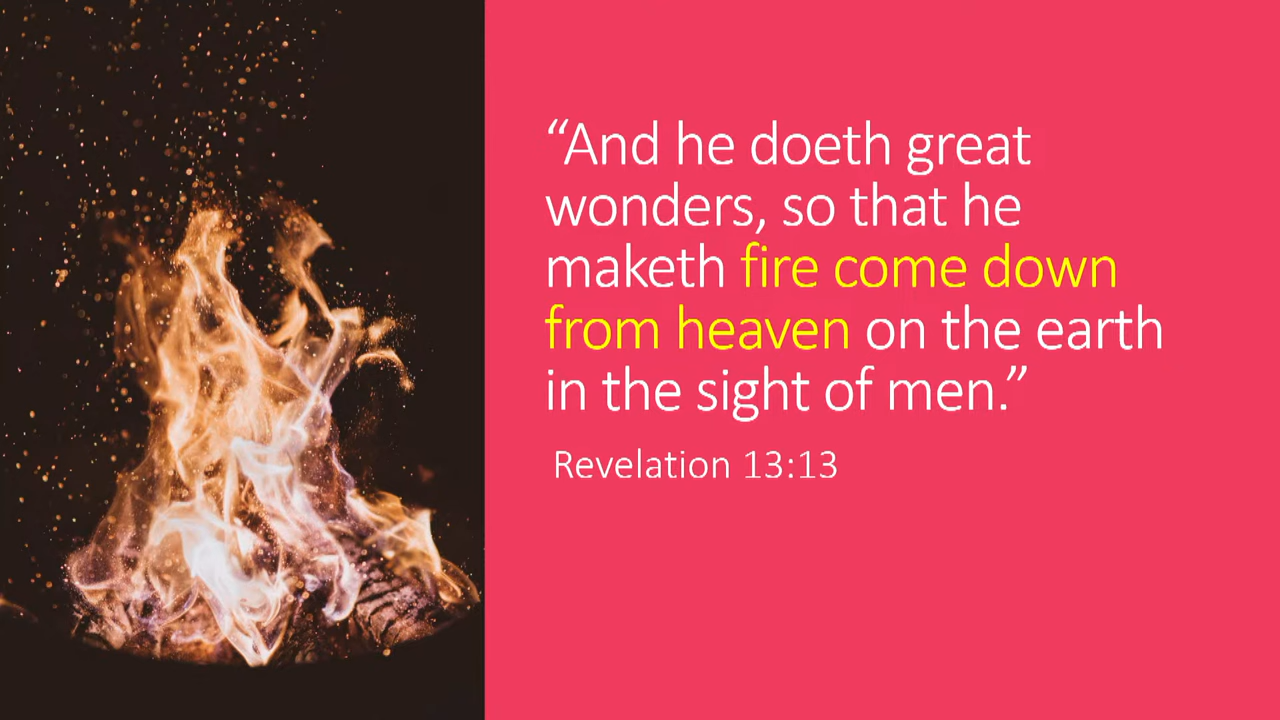 “And he doeth great
wonders, so that he
maketh fire come down
from heaven on the earth
in the sight of men.”
Revelation 13:13